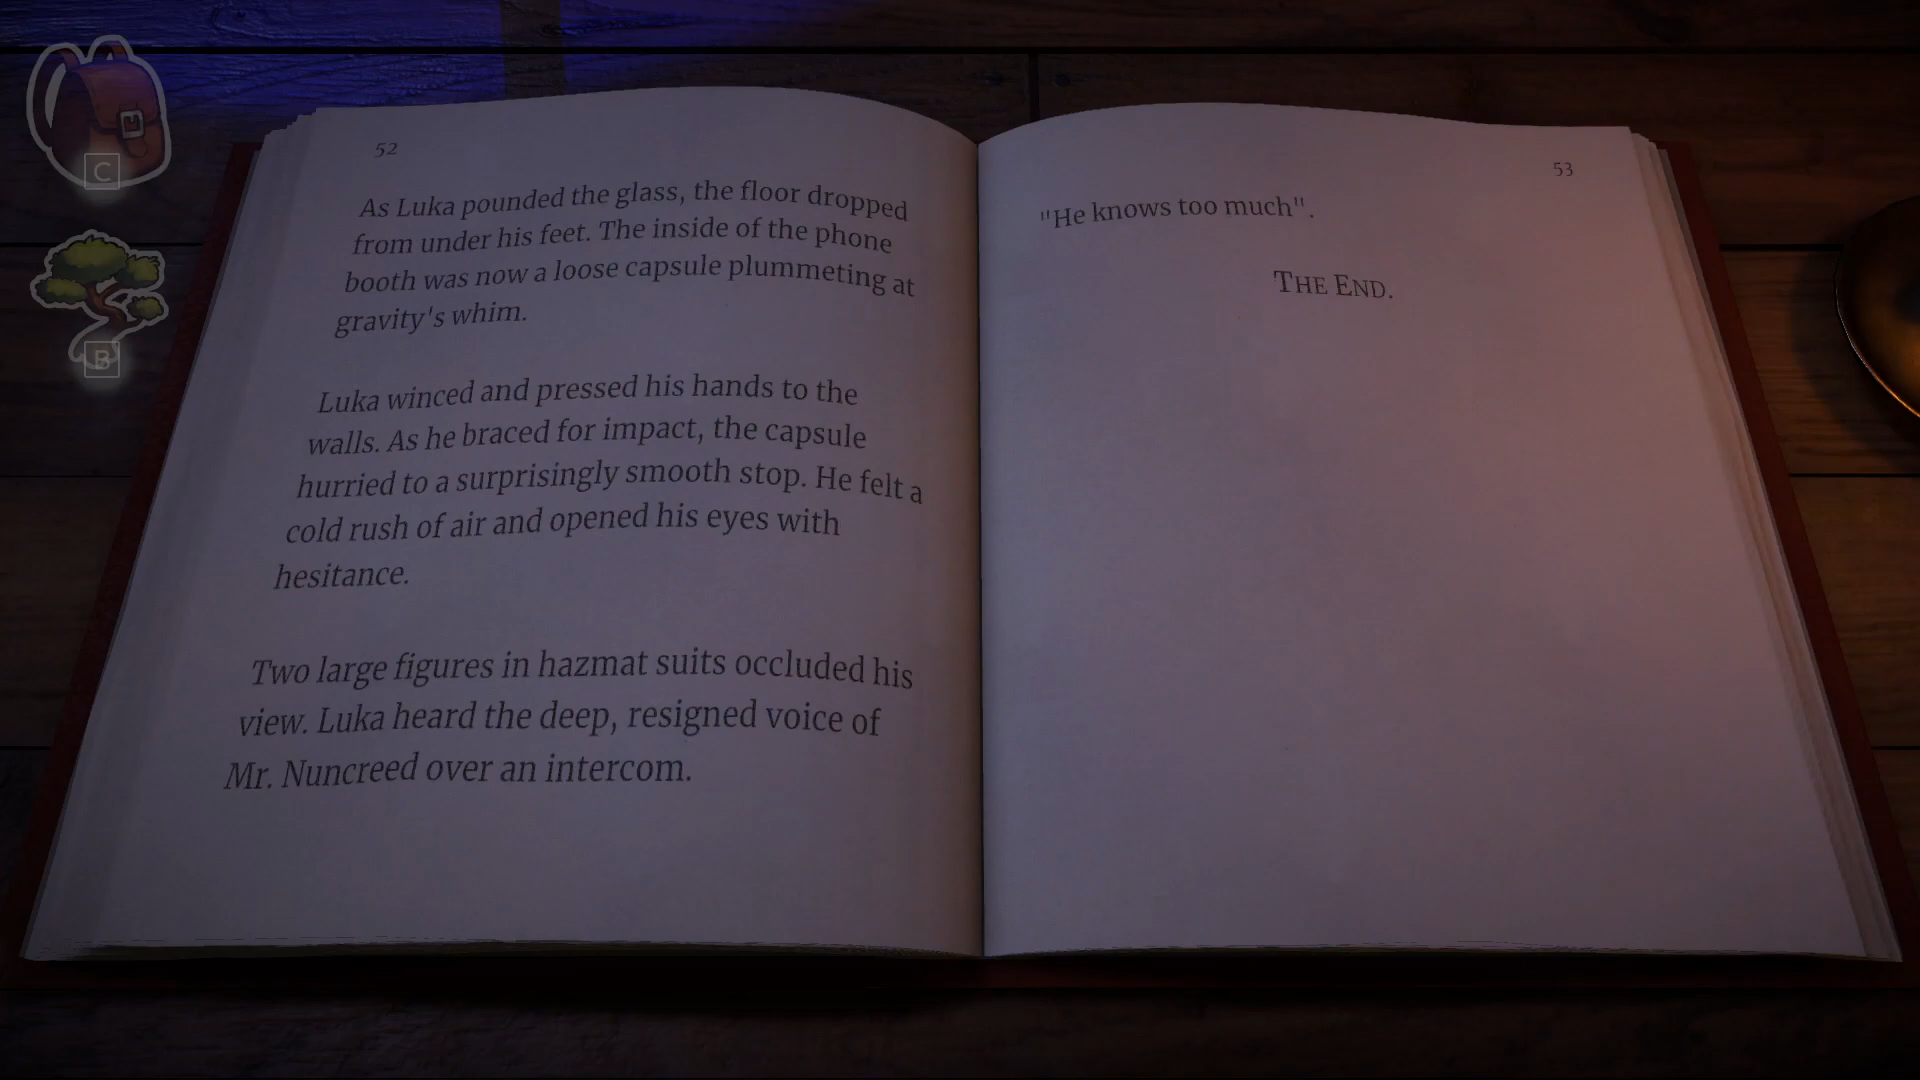 C
B
52
As Luka pounded the glass, the floor dropped
from under his feet. The inside of the phone
booth was now a loose capsule plummeting at
gravity's whim.
Luka winced and pressed his hands to the
walls. As he braced for impact, the capsule
hurried to a surprisingly smooth stop. He felt a
cold rush of air and opened his eyes with
hesitance.
Two large figures in hazmat suits occluded his
view. Luka heard the deep, resigned voice of
Mr. Nuncreed over an intercom.
53
"He knows too much".
THE END.